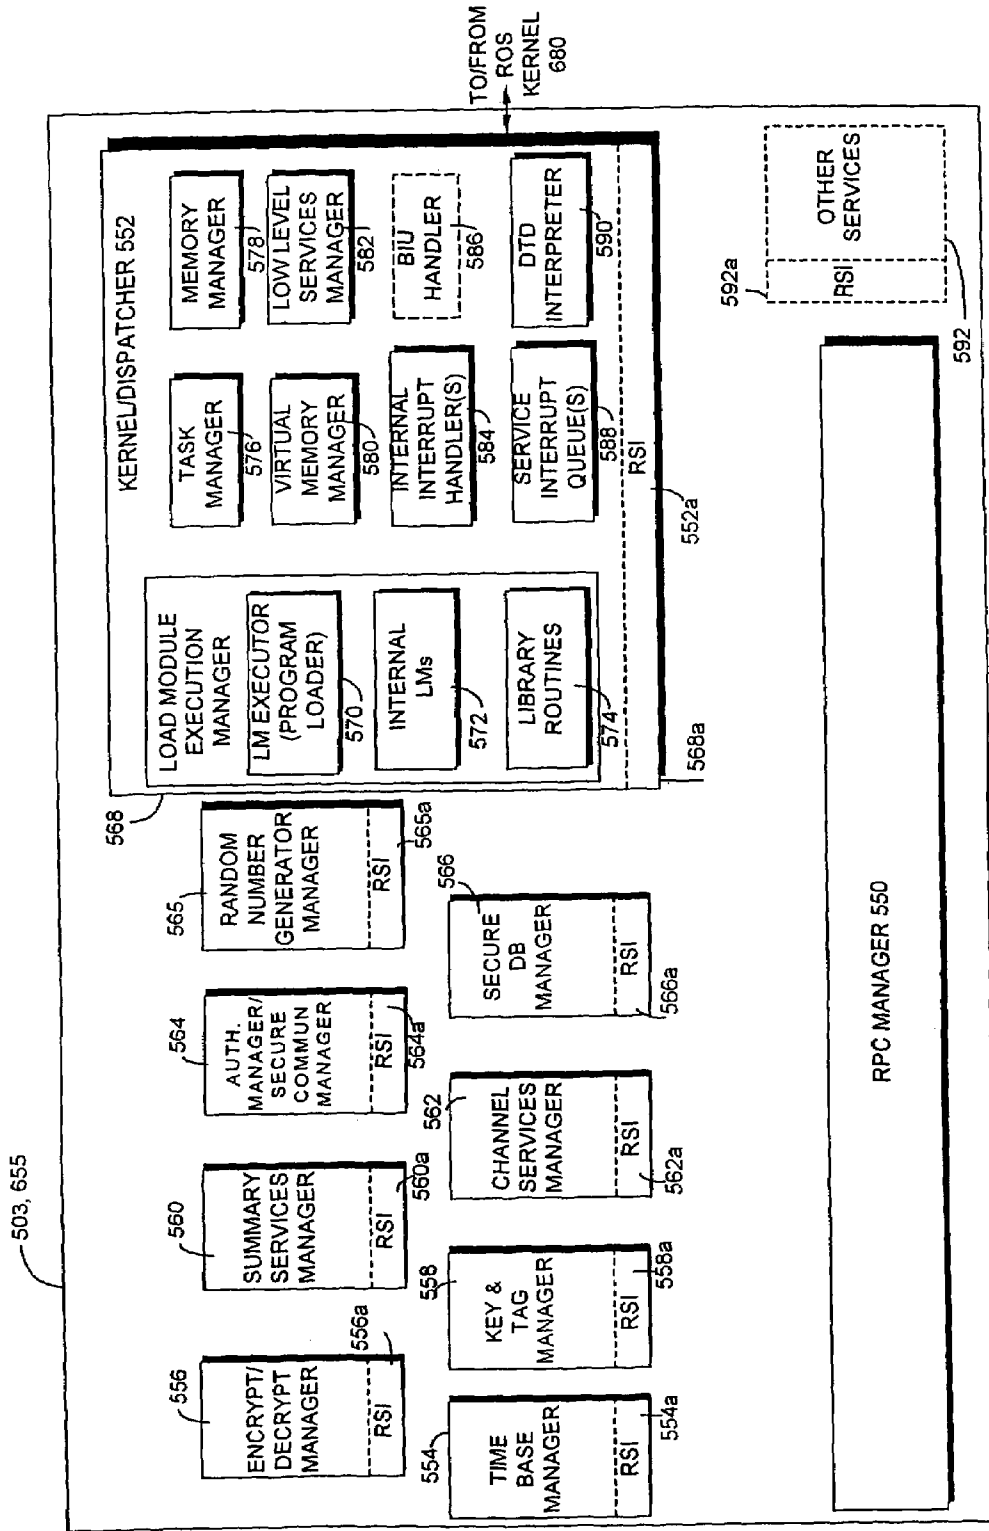 503, 655
556
ENCRYPT/
DECRYPT
MANAGER
RSI
556a
560
SUMMARY
SERVICES
MANAGER
RSI
560a
564
AUTH.
MANAGER/
SECURE
COMMUN
MANAGER
RSI
564a
565
RANDOM
NUMBER
GENERATOR
MANAGER
RSI
565a
554
TIME
BASE
MANAGER
RSI
554a
558
KEY &
TAG
MANAGER
RSI
558a
562
CHANNEL
SERVICES
MANAGER
RSI
562a
566
SECURE
DB
MANAGER
RSI
566a
KERNEL/DISPATCHER 552
568
LOAD MODULE
EXECUTION
MANAGER
LM EXECUTOR
(PROGRAM
LOADER)
570
INTERNAL
LMs
572
LIBRARY
ROUTINES
574
568a
TASK
MANAGER
576
VIRTUAL
MEMORY
MANAGER
580
INTERNAL
INTERRUPT
HANDLER(S)
584
SERVICE
INTERRUPT
QUEUE(S)
588
MEMORY
MANAGER
578
LOW LEVEL
SERVICES
MANAGER
582
BIU
HANDLER
586
DTD
INTERPRETER
590
RSI
552a
TO/FROM
ROS
KERNEL
680
592a
RSI
OTHER
SERVICES
592
RPC MANAGER 550